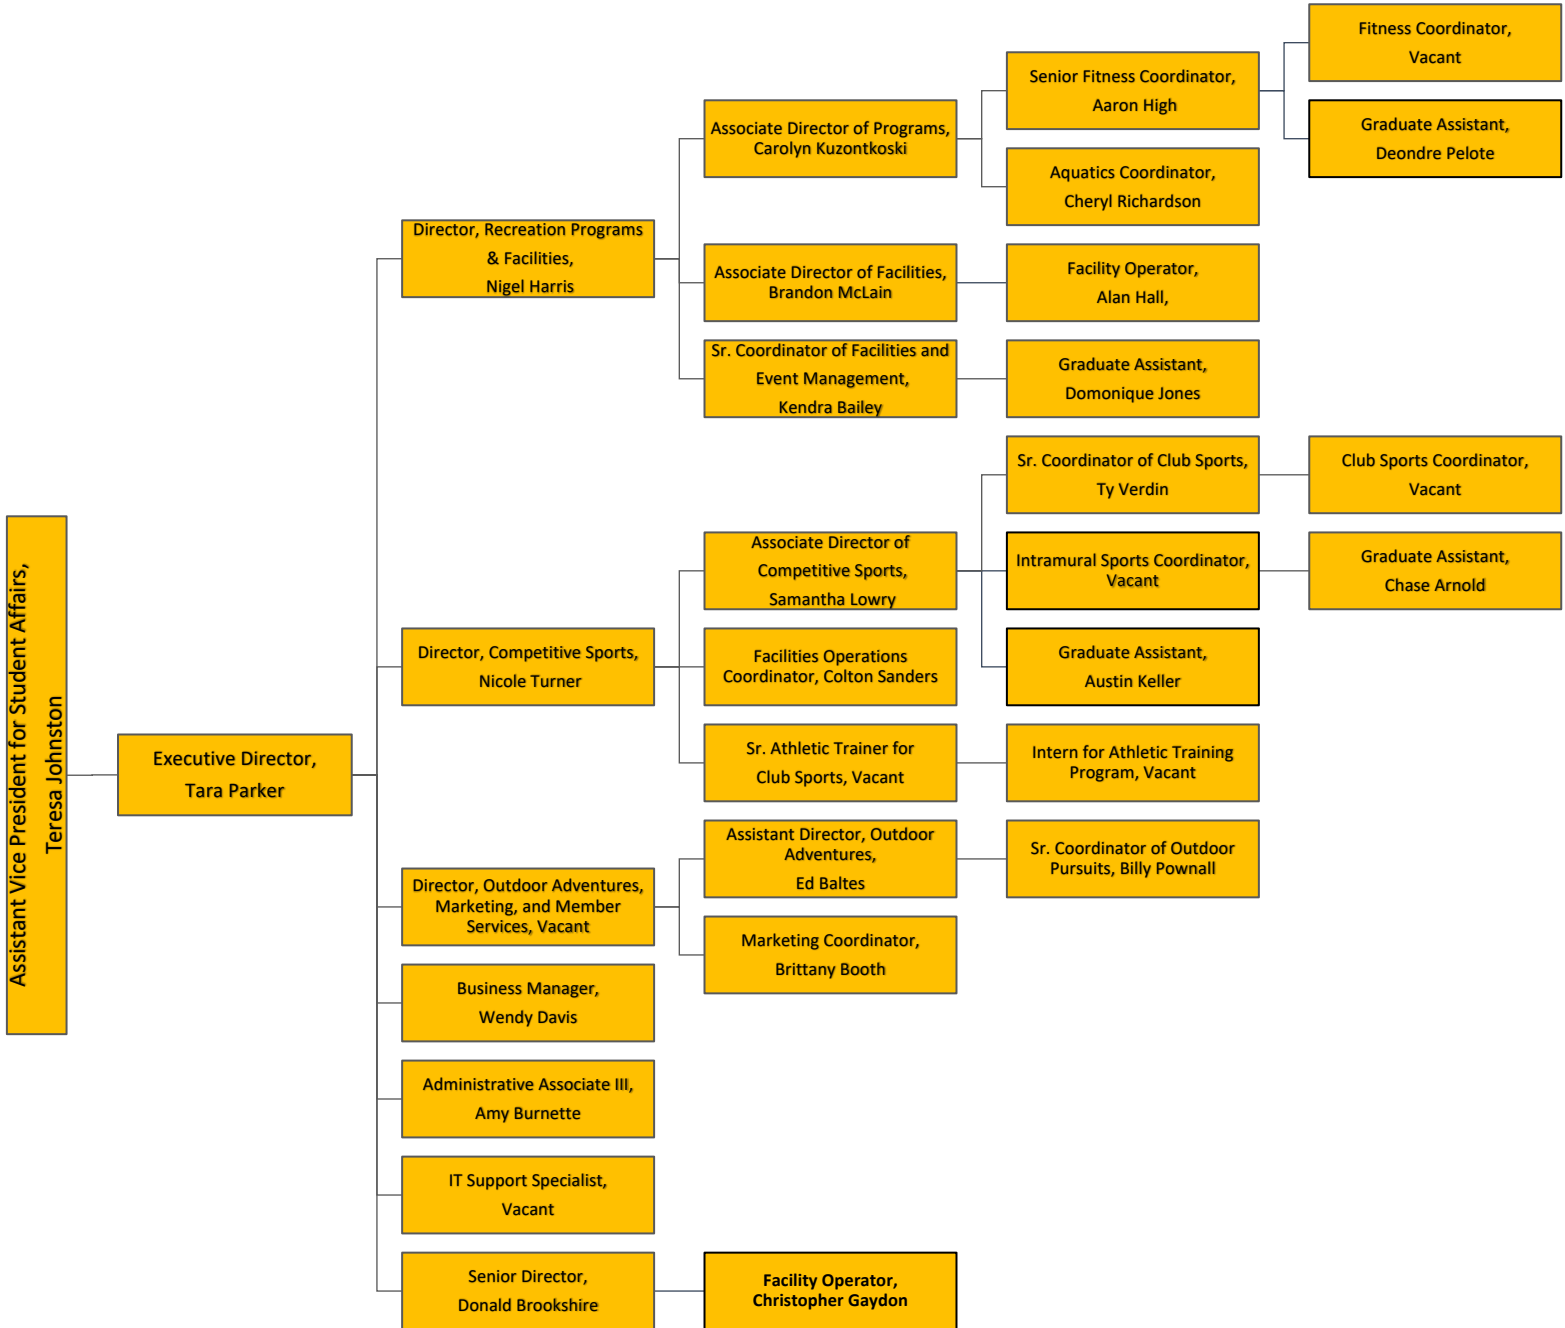 Assistant Vice President for Student Affairs,
Teresa Johnston
Executive Director,
Tara Parker
Director, Recreation Programs
& Facilities,
Nigel Harris
Associate Director of Programs,
Carolyn Kuzontkoski
Senior Fitness Coordinator,
Aaron High
Fitness Coordinator,
Vacant
Graduate Assistant,
Deondre Pelote
Aquatics Coordinator,
Cheryl Richardson
Associate Director of Facilities,
Brandon McLain
Facility Operator,
Alan Hall,
Sr. Coordinator of Facilities and
Event Management,
Kendra Bailey
Graduate Assistant,
Domonique Jones
Director, Competitive Sports,
Nicole Turner
Associate Director of
Competitive Sports,
Samantha Lowry
Sr. Coordinator of Club Sports,
Ty Verdin
Club Sports Coordinator,
Vacant
Intramural Sports Coordinator,
Vacant
Graduate Assistant,
Chase Arnold
Graduate Assistant,
Austin Keller
Facilities Operations
Coordinator, Colton Sanders
Sr. Athletic Trainer for
Club Sports, Vacant
Intern for Athletic Training
Program, Vacant
Director, Outdoor Adventures,
Marketing, and Member
Services, Vacant
Assistant Director, Outdoor
Adventures,
Ed Baltes
Sr. Coordinator of Outdoor
Pursuits, Billy Pownall
Marketing Coordinator,
Brittany Booth
Business Manager,
Wendy Davis
Administrative Associate III,
Amy Burnette
IT Support Specialist,
Vacant
Senior Director,
Donald Brookshire
Facility Operator,
Christopher Gaydon